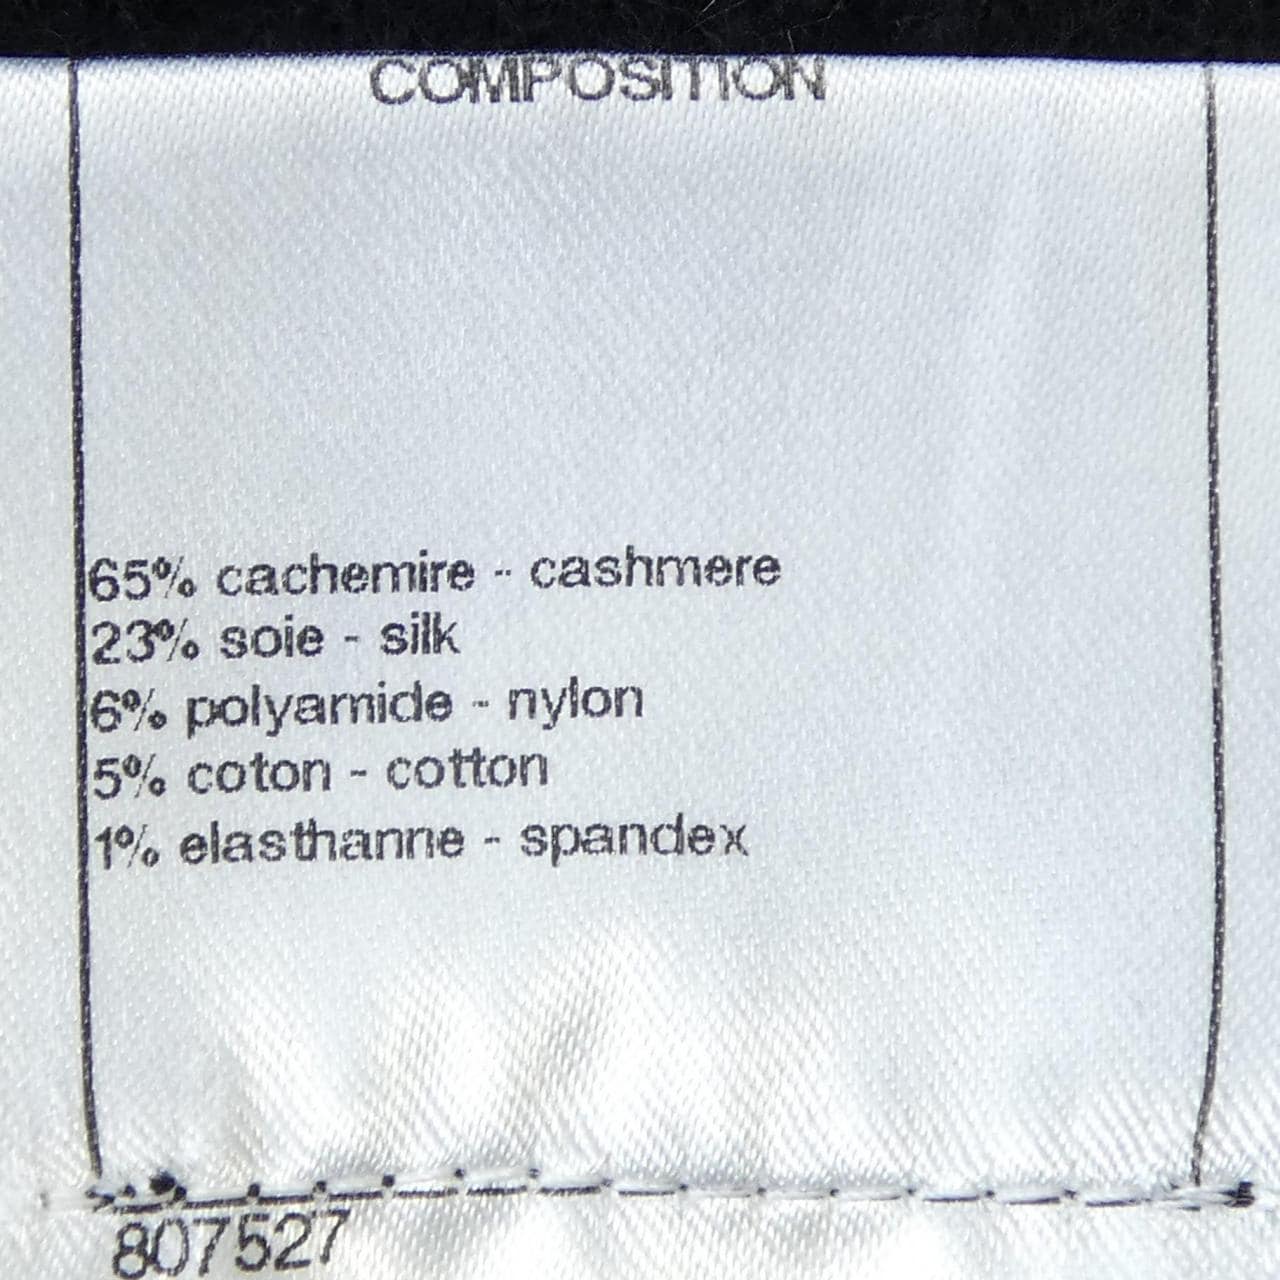 COMPOSITION
65% cachemire - cashmere
23% soie - silk
6% polyamide - nylon
5% coton - cotton
1% elasthanne - spandex
807527